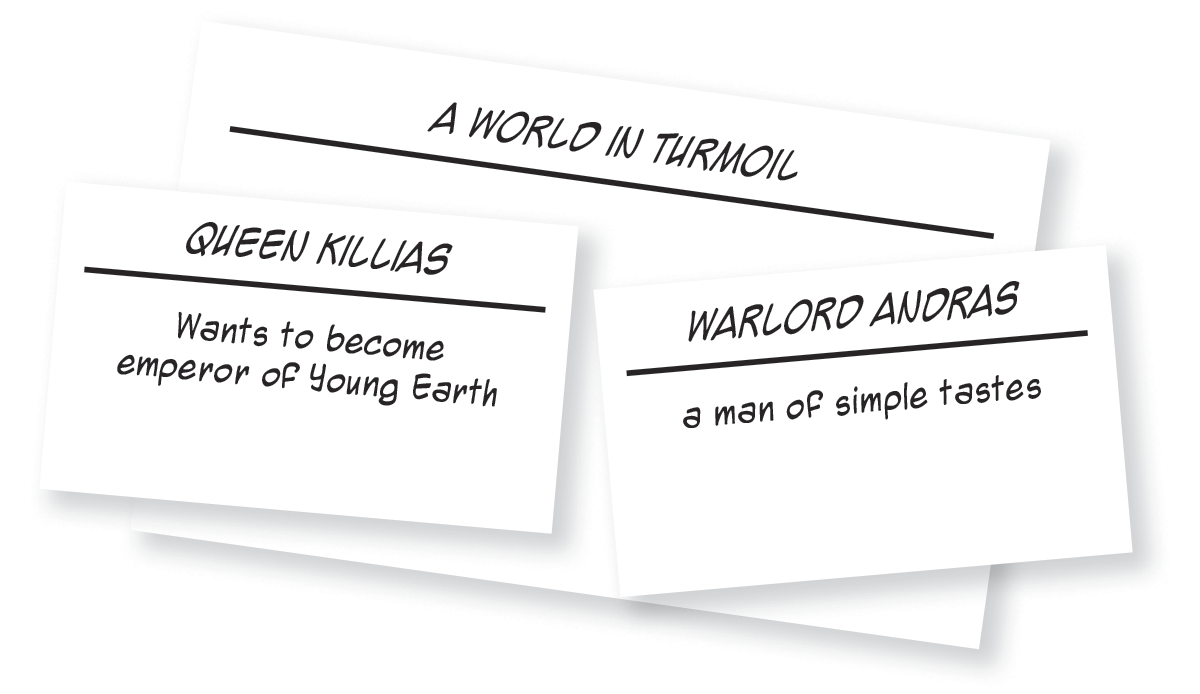 A WORLD IN TURMOIL
QUEEN KILLIAS
Wants to become
emperor of Young Earth
WARLORD ANDRAS
a man of simple tastes